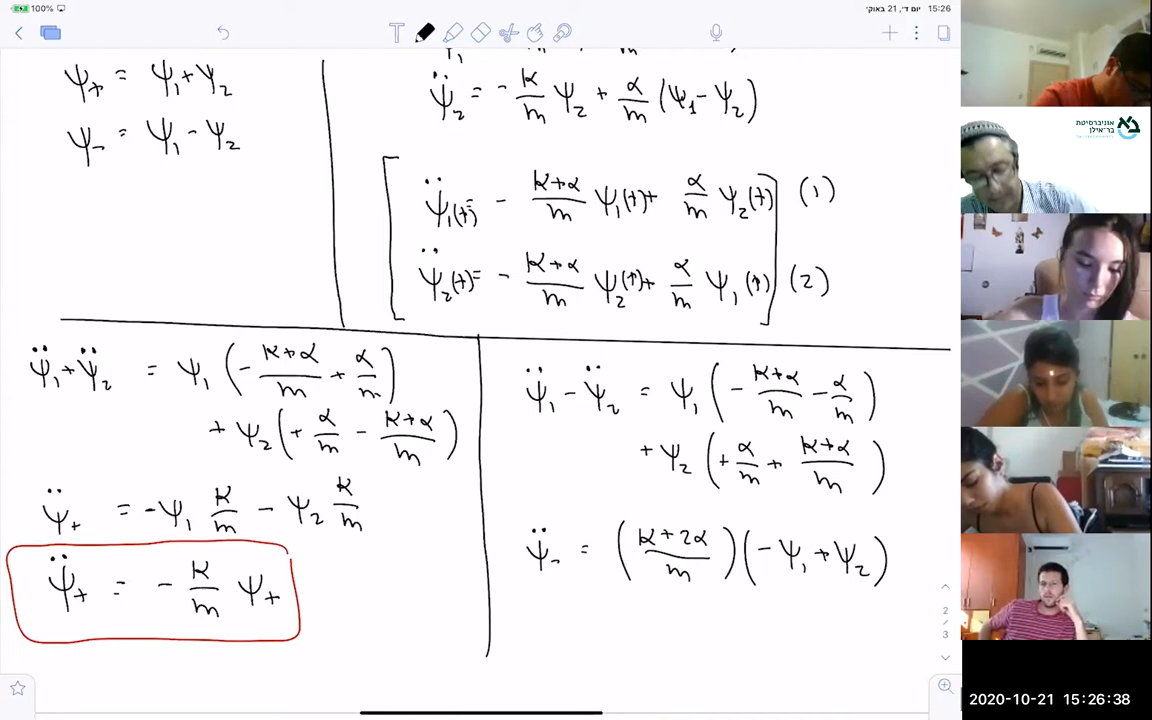 100%
15:26 יום ד׳, 21 באוק׳
ψ₊ = ψ₁ + ψ₂
ψ₋ = ψ₁ - ψ₂
ψ̈₂ = - K/m ψ₂ + α/m (ψ₁ - ψ₂)
ψ̈₁(t) = - K+α/m ψ₁(t) + α/m ψ₂(t) (1)
ψ̈₂(t) = - K+α/m ψ₂(t) + α/m ψ₁(t) (2)
ψ̈₁ + ψ̈₂ = ψ₁ (- K+α/m + α/m)
+ ψ₂ (+ α/m - K+α/m)
ψ̈₊ = -ψ₁ K/m - ψ₂ K/m
ψ̈₊ = - K/m ψ₊
ψ̈₁ - ψ̈₂ = ψ₁ (- K+α/m - α/m)
+ ψ₂ (+ α/m + K+α/m)
ψ̈₋ = (K+2α/m) (-ψ₁ + ψ₂)
2
/
3
אוניברסיטת
בר־אילן
2020-10-21 15:26:38